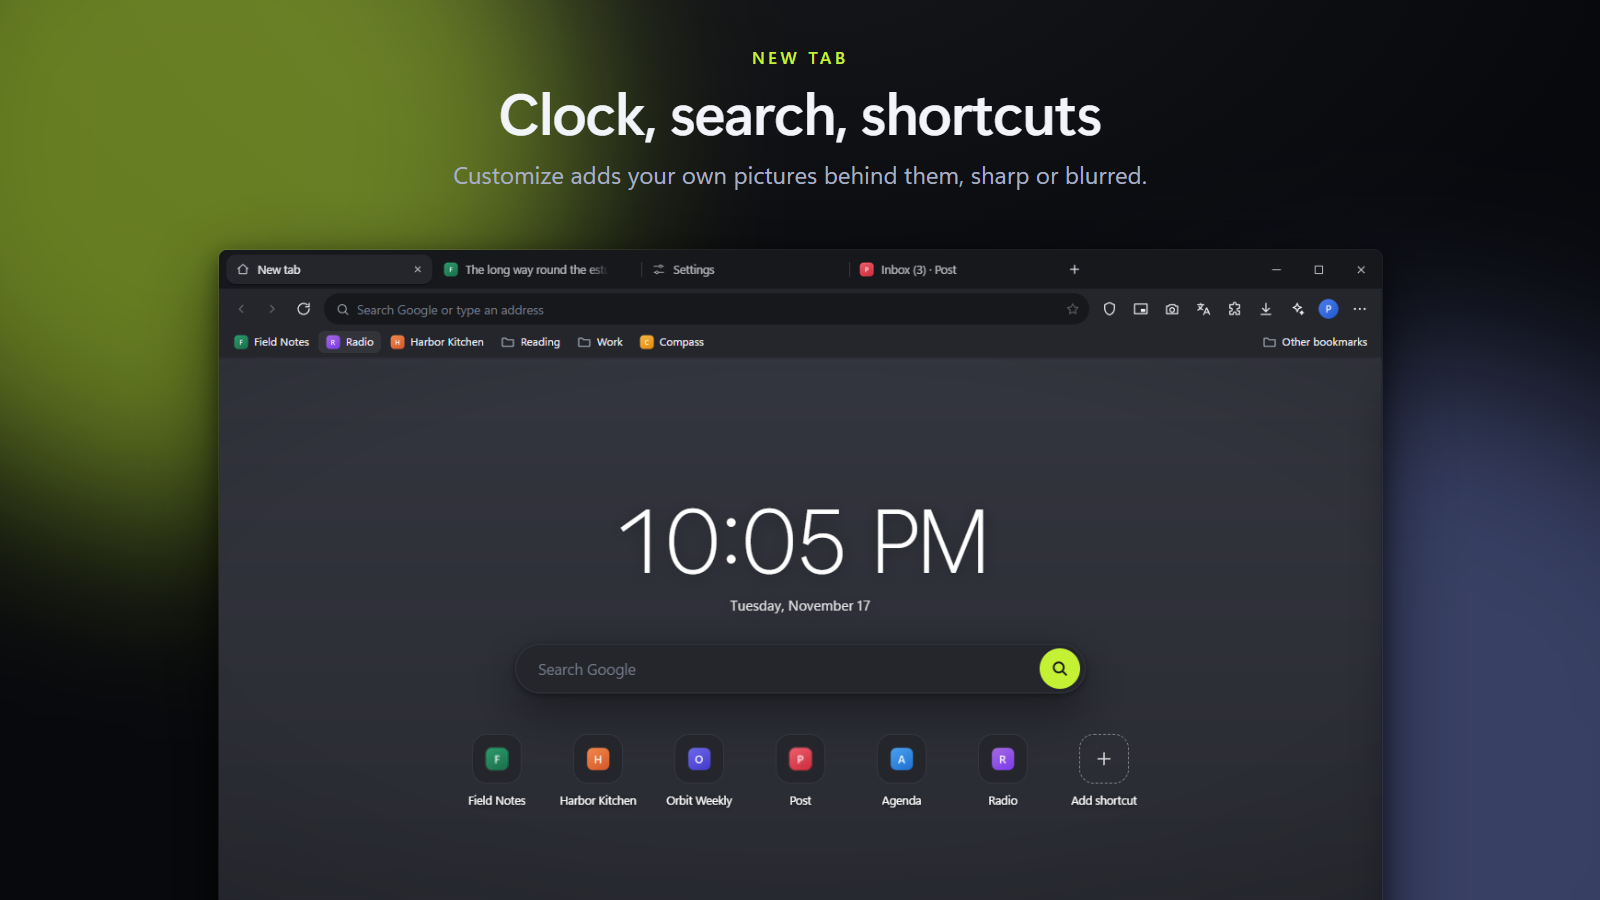 NEW TAB
Clock, search, shortcuts
Customize adds your own pictures behind them, sharp or blurred.
New tab
F
The long way round the est
Settings
P
Inbox (3) · Post
Search Google or type an address
P
F
Field Notes
R
Radio
H
Harbor Kitchen
Reading
Work
C
Compass
Other bookmarks
10:05 PM
Tuesday, November 17
Search Google
F
H
O
P
A
R
Field Notes
Harbor Kitchen
Orbit Weekly
Post
Agenda
Radio
Add shortcut